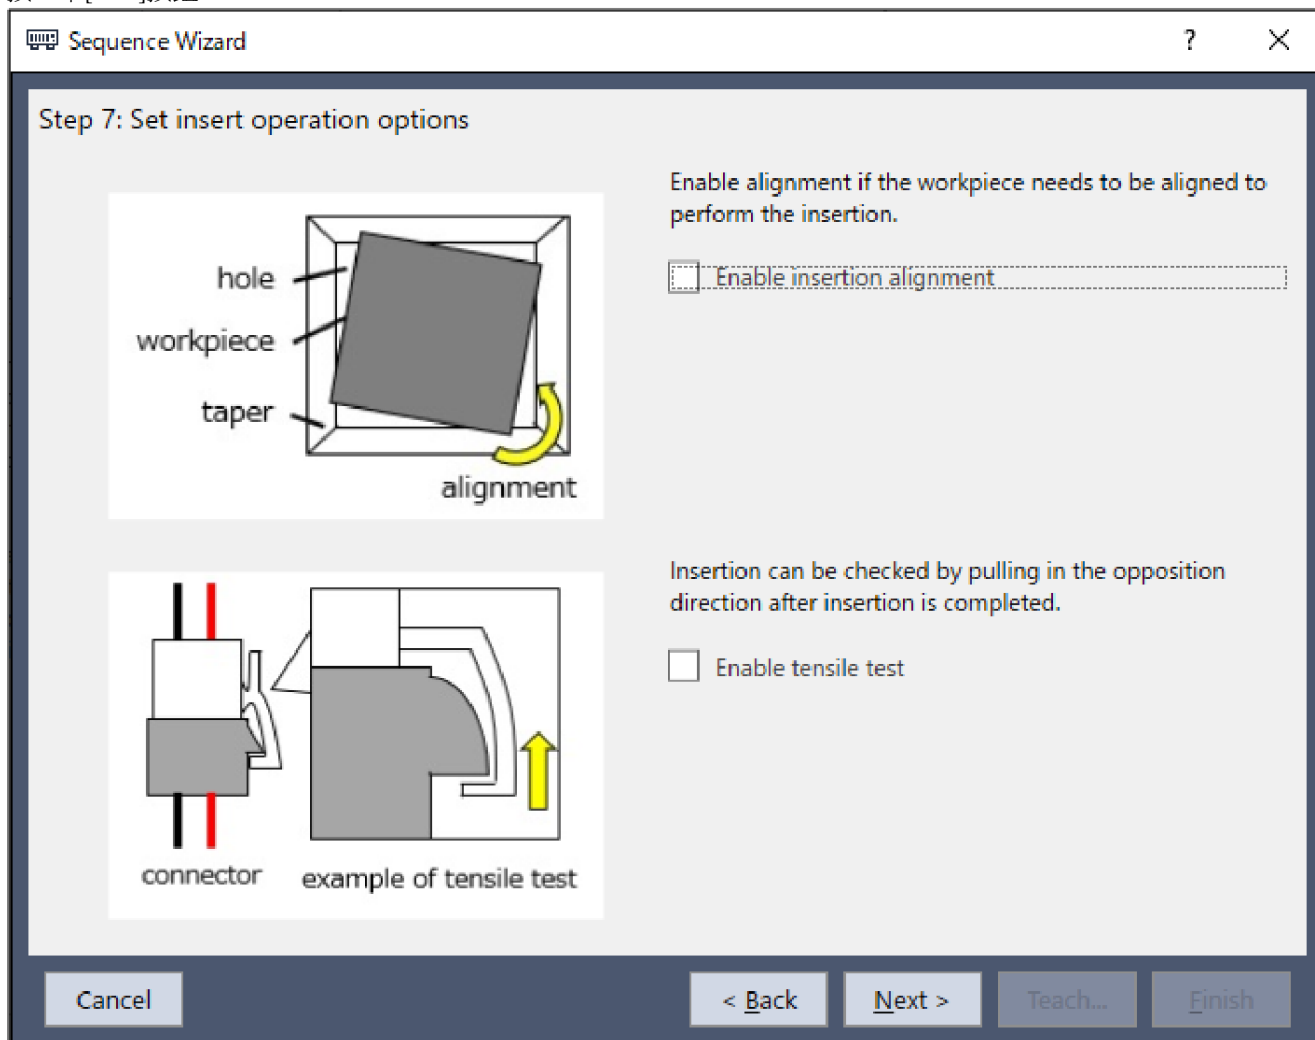 Sequence Wizard
?
Step 7: Set insert operation options
Enable alignment if the workpiece needs to be aligned to
perform the insertion.
Enable insertion alignment
hole
workpiece
taper
alignment
Insertion can be checked by pulling in the opposition
direction after insertion is completed.
Enable tensile test
connector
example of tensile test
Cancel
< Back
Next >
Teach...
Finish